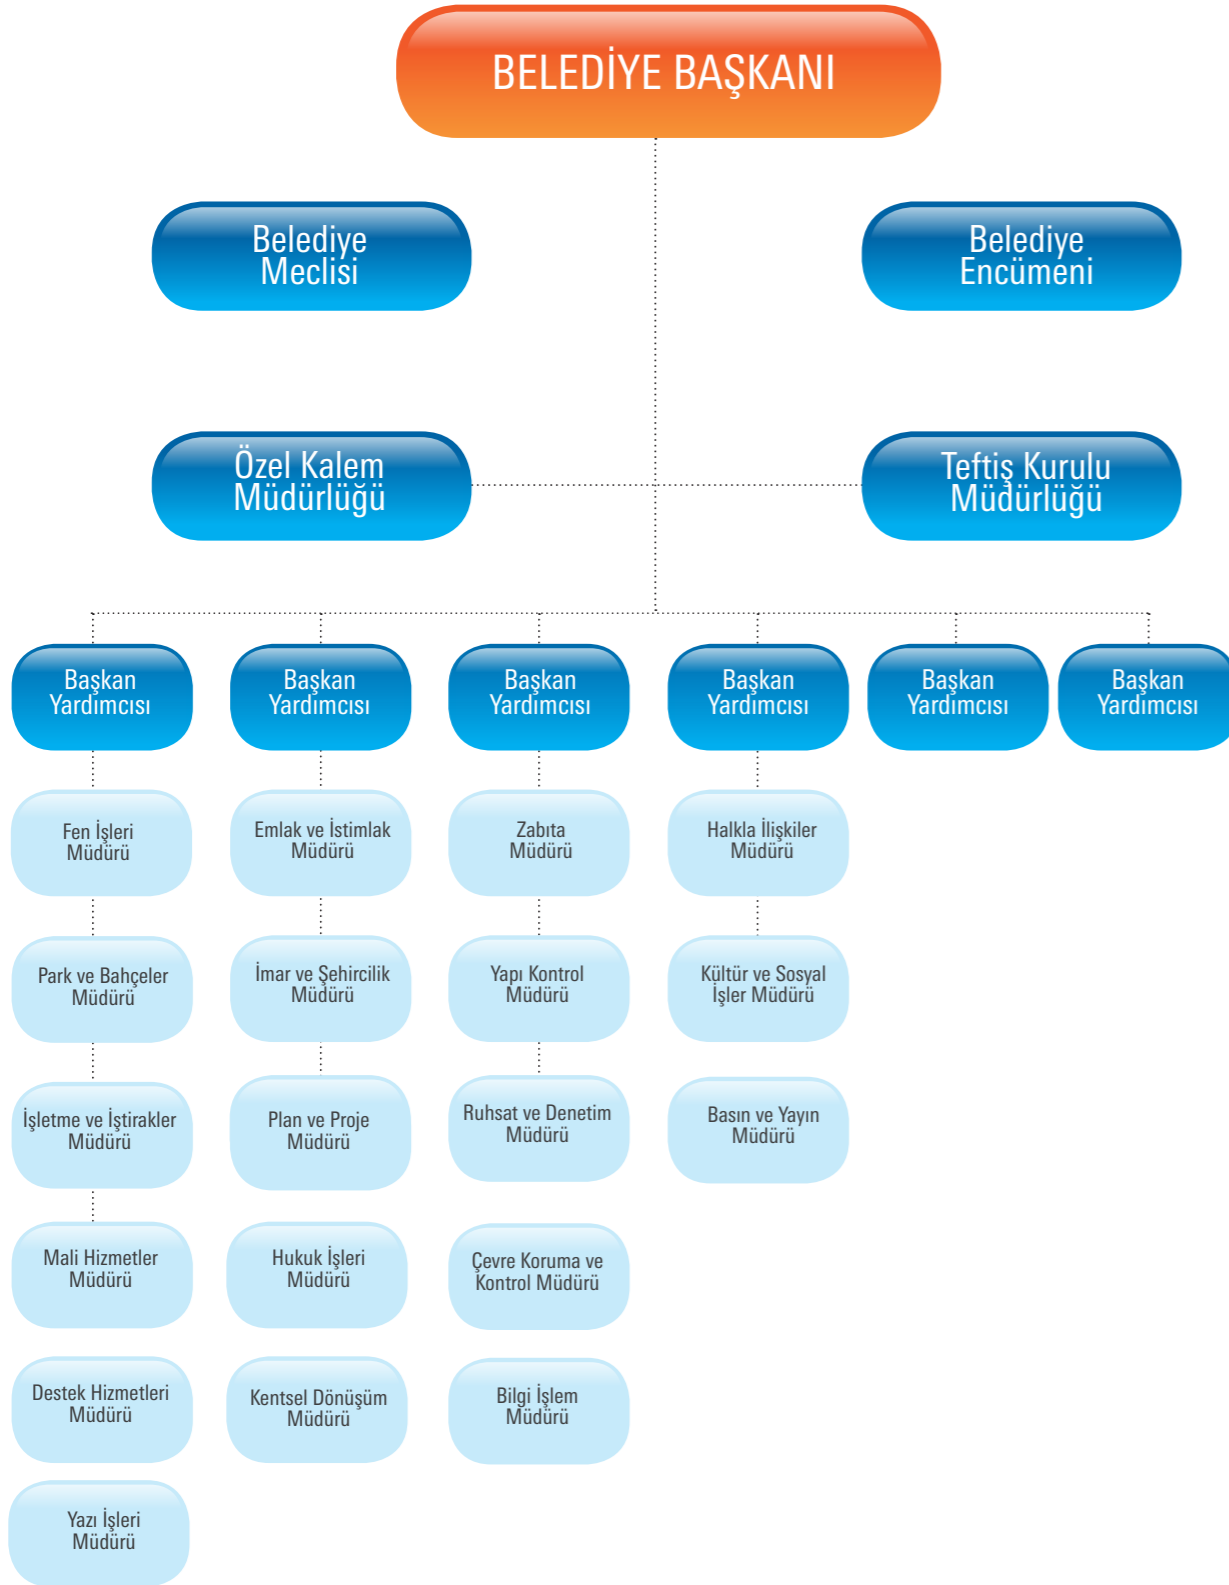 BELEDİYE BAŞKANI
Belediye
Meclisi
Belediye
Encümeni
Özel Kalem
Müdürlüğü
Teftiş Kurulu
Müdürlüğü
Başkan
Yardımcısı
Başkan
Yardımcısı
Başkan
Yardımcısı
Başkan
Yardımcısı
Başkan
Yardımcısı
Başkan
Yardımcısı
Fen İşleri
Müdürü
Emlak ve İstimlak
Müdürü
Zabıta
Müdürü
Halkla İlişkiler
Müdürü
Park ve Bahçeler
Müdürü
İmar ve Şehircilik
Müdürü
Yapı Kontrol
Müdürü
Kültür ve Sosyal
İşler Müdürü
İşletme ve İştirakler
Müdürü
Plan ve Proje
Müdürü
Ruhsat ve Denetim
Müdürü
Basın ve Yayın
Müdürü
Mali Hizmetler
Müdürü
Hukuk İşleri
Müdürü
Çevre Koruma ve
Kontrol Müdürü
Destek Hizmetleri
Müdürü
Kentsel Dönüşüm
Müdürü
Bilgi İşlem
Müdürü
Yazı İşleri
Müdürü